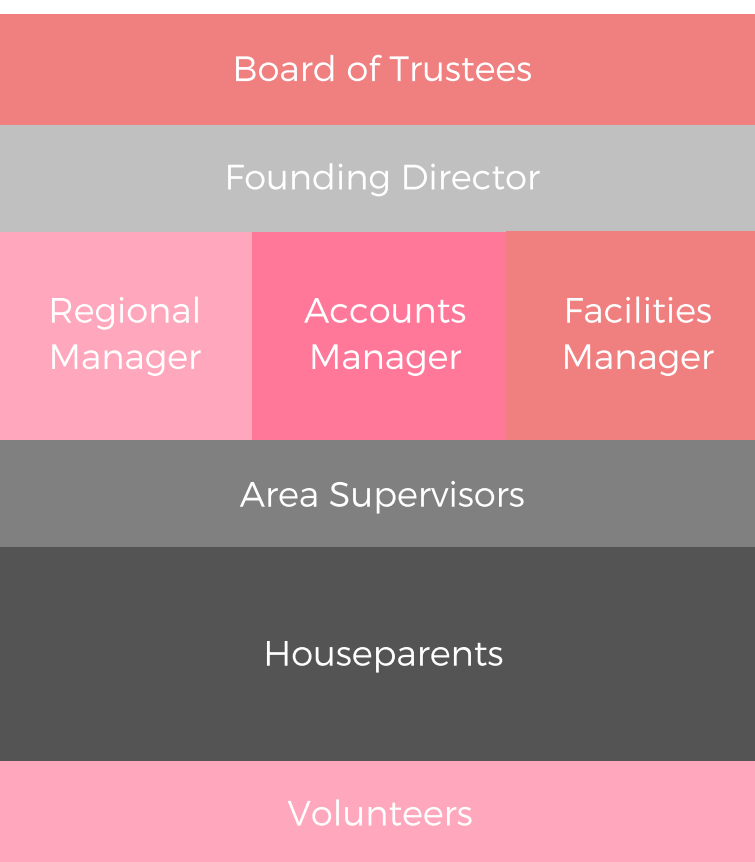 Board of Trustees
Founding Director
Regional
Manager
Accounts
Manager
Facilities
Manager
Area Supervisors
Houseparents
Volunteers